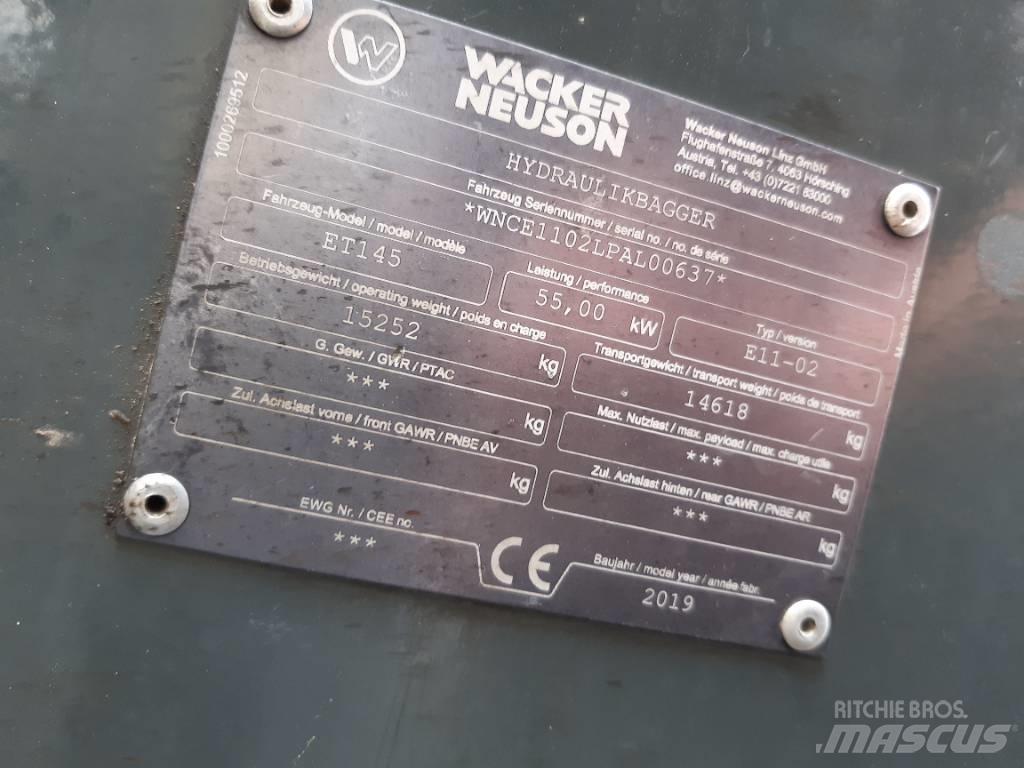 WACKER
NEUSON
Wacker Neuson Linz GmbH
Flughafenstraße 7, 4063 Hörsching
Austria, Tel. +43 (0)7221 63000
office.linz@wackerneuson.com
1000269512
HYDRAULIKBAGGER
Fahrzeug Seriennummer / serial no. / no. de série
*WNCE1102LPAL00637*
Fahrzeug-Model / model / modèle
ET145
Leistung / performance
55,00 kW
Typ / version
E11-02
Betriebsgewicht / operating weight / poids en charge
15252 kg
Transportgewicht / transport weight / poids de transport
14618 kg
G. Gew. / GWR / PTAC
*** kg
Max. Nutzlast / max. payload / max. charge utile
*** kg
Zul. Achslast vorne / front GAWR / PNBE AV
*** kg
Zul. Achslast hinten / rear GAWR / PNBE AR
*** kg
EWG Nr. / CEE no.
***
CE
Baujahr / model year / année fabr.
2019
RITCHIE BROS.
MASCUS